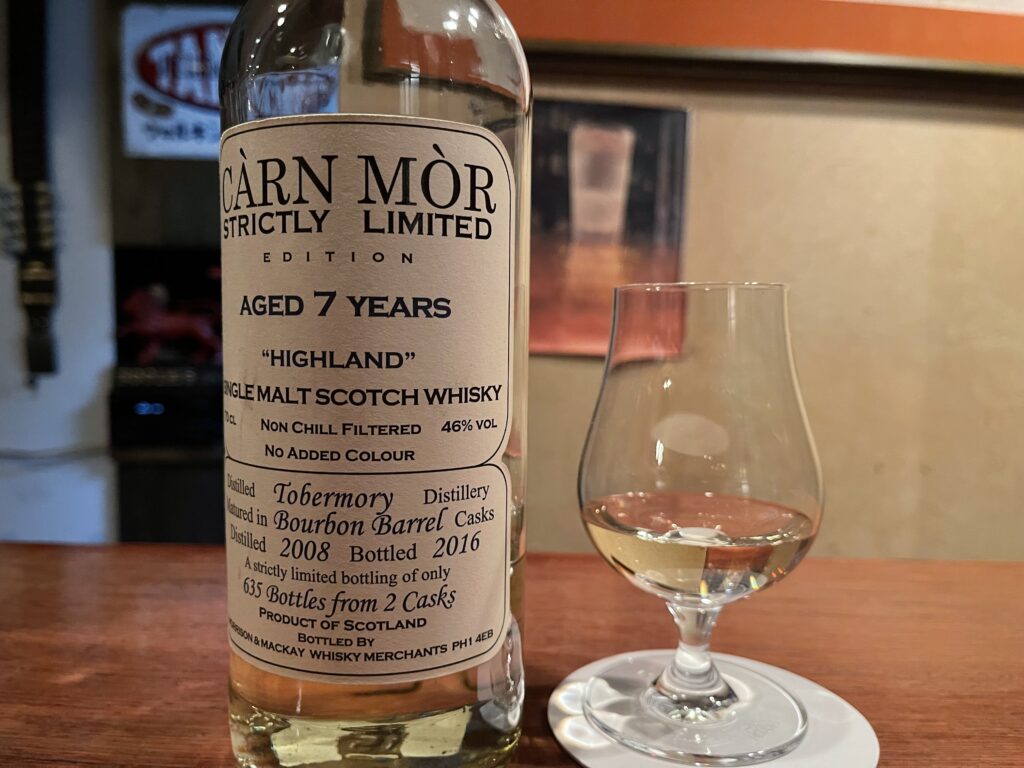 CÀRN MÒR
STRICTLY LIMITED
EDITION
AGED 7 YEARS
“HIGHLAND”
SINGLE MALT SCOTCH WHISKY
70 CL NON CHILL FILTERED 46% VOL
NO ADDED COLOUR
Distilled Tobermory Distillery
Matured in Bourbon Barrel Casks
Distilled 2008 Bottled 2016
A strictly limited bottling of only
635 Bottles from 2 Casks
PRODUCT OF SCOTLAND
BOTTLED BY
MORRISON & MACKAY WHISKY MERCHANTS PH1 4EB